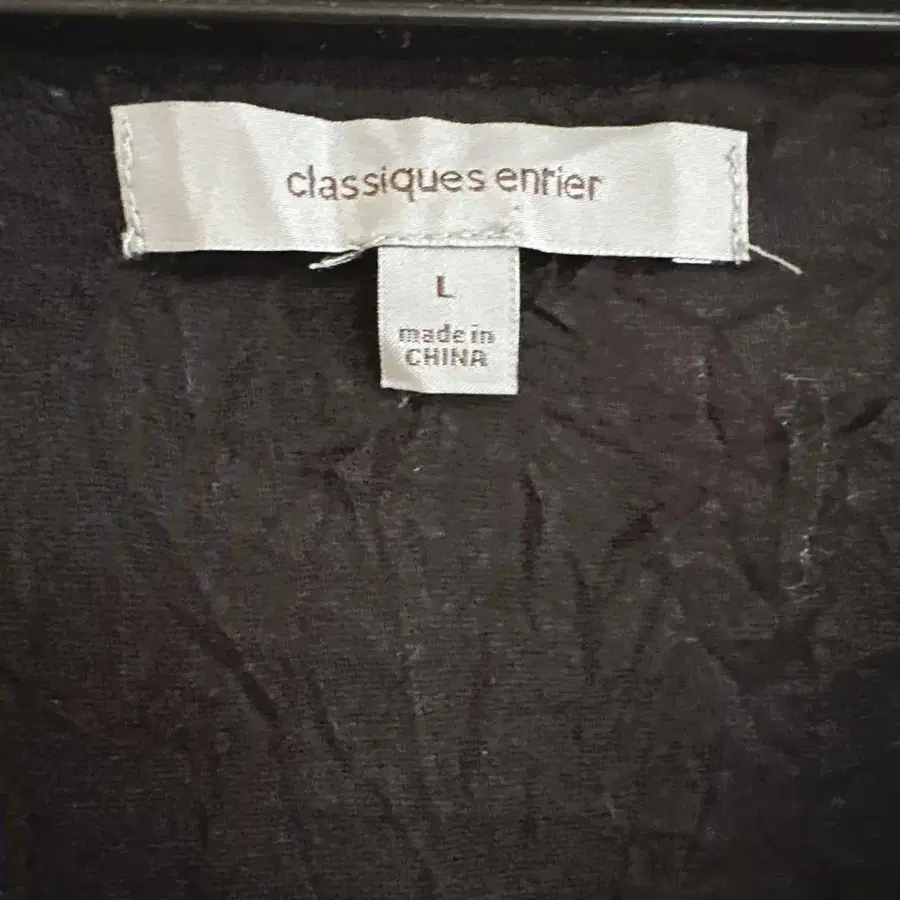 classiques entier
L
made in
CHINA